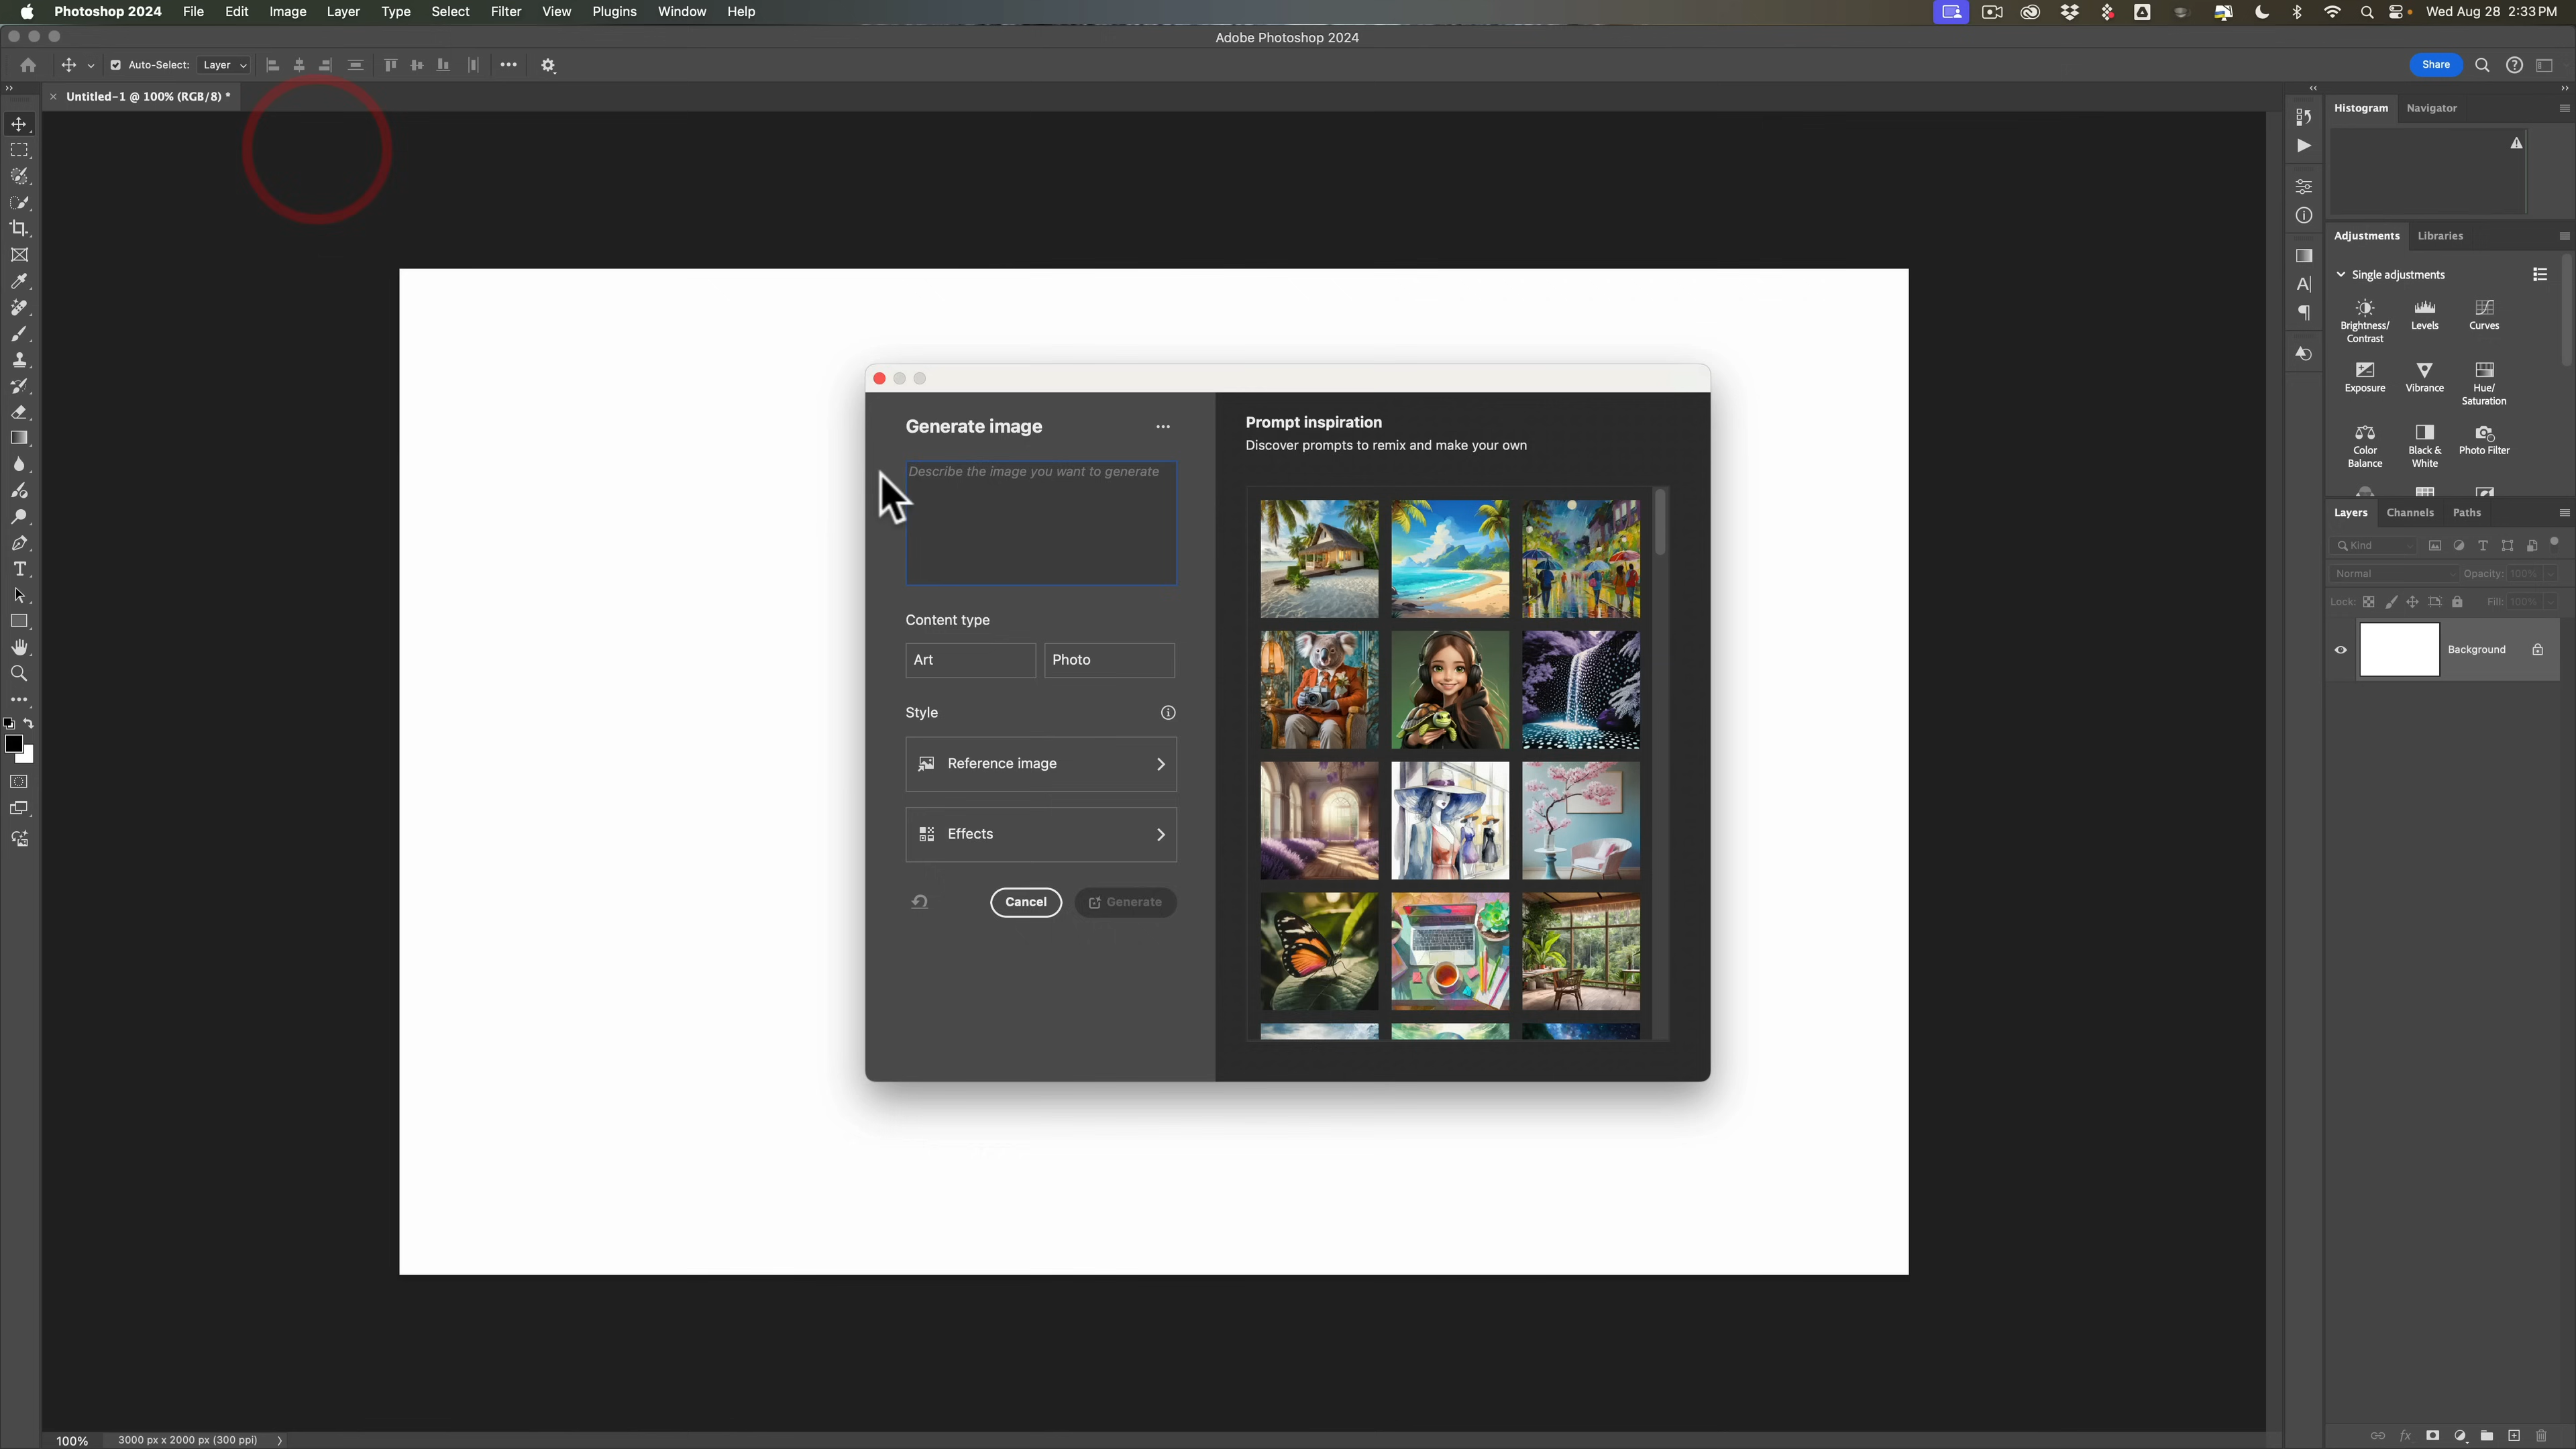 Photoshop 2024 File Edit Image Layer Type Select Filter View Plugins Window Help Wed Aug 28 2:33 PM
Adobe Photoshop 2024
Auto-Select: Layer Share
Untitled-1 @ 100% (RGB/8) *
Histogram Navigator
Adjustments Libraries
Single adjustments
Brightness/
Contrast
Levels
Curves
Exposure
Vibrance
Hue/
Saturation
Color
Balance
Black &
White
Photo Filter
Layers Channels Paths
Kind
Normal Opacity: 100%
Lock: Fill: 100%
Background
Generate image
Describe the image you want to generate
Content type
Art Photo
Style
Reference image
Effects
Cancel Generate
Prompt inspiration
Discover prompts to remix and make your own
100% 3000 px x 2000 px (300 ppi)